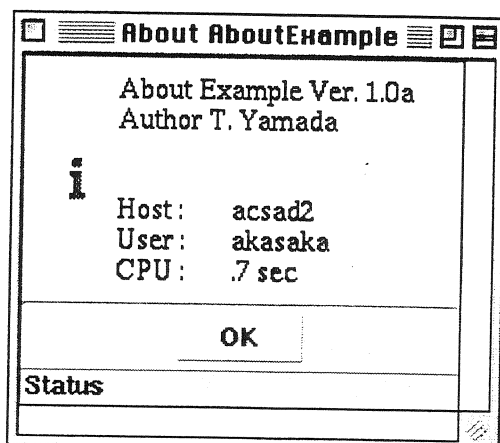 About AboutExample
About Example Ver. 1.0a
Author T. Yamada
i
Host: acsad2
User: akasaka
CPU: .7 sec
OK
Status